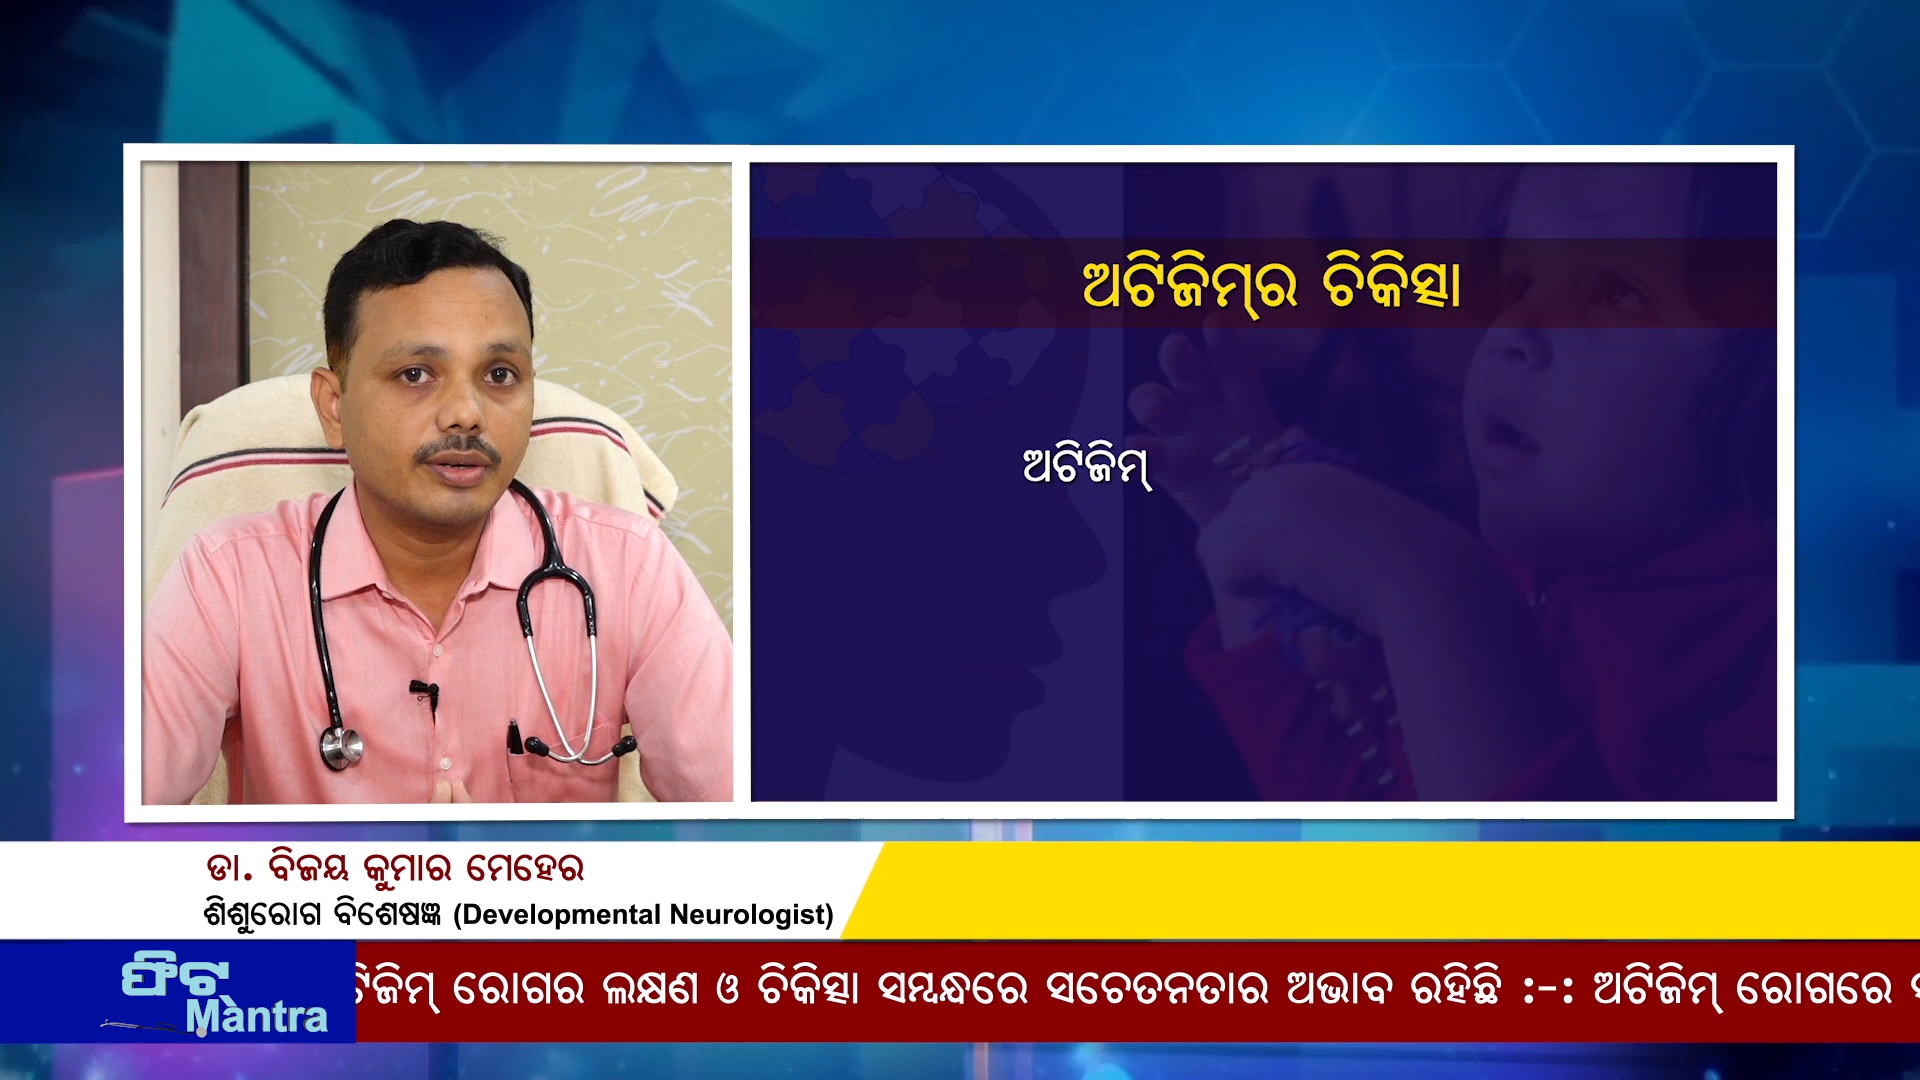 ଅଟିଜିମ୍‌ର ଚିକିତ୍ସା
ଅଟିଜିମ୍
ଡା. ବିଜୟ କୁମାର ମେହେର
ଶିଶୁରୋଗ ବିଶେଷଜ୍ଞ (Developmental Neurologist)
ଫିଟ
Mantra
ଟିଜିମ୍ ରୋଗର ଲକ୍ଷଣ ଓ ଚିକିତ୍ସା ସମ୍ବନ୍ଧରେ ସଚେତନତାର ଅଭାବ ରହିଛି :-: ଅଟିଜିମ୍ ରୋଗରେ